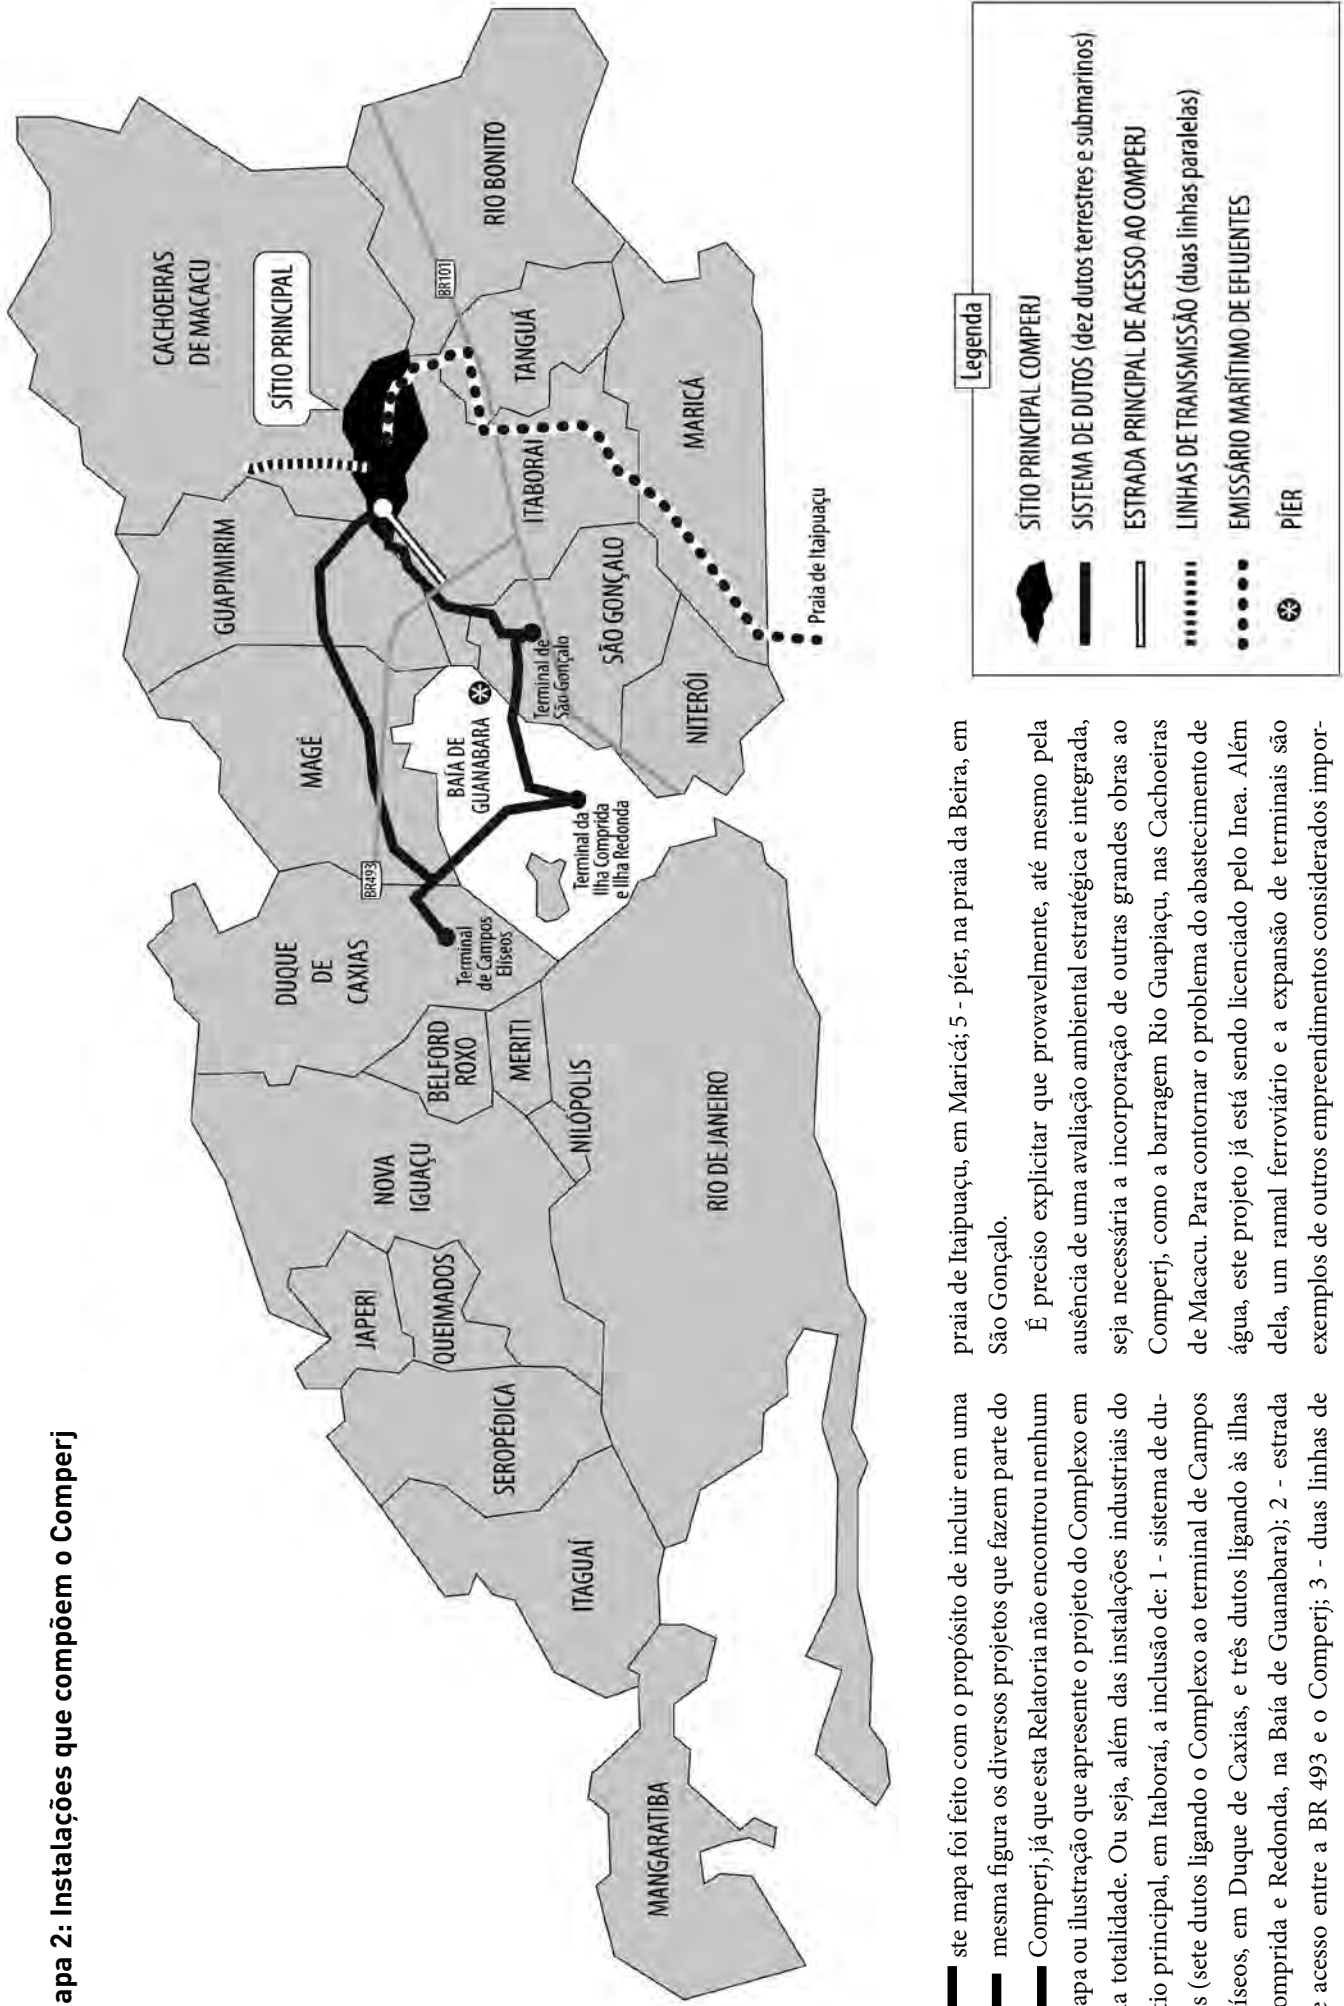 apa 2: Instalações que compõem o Comperj
CACHOEIRAS
DE MACACU
SÍTIO PRINCIPAL
RIO BONITO
BR101
TANGUÁ
GUAPIMIRIM
ITABORAÍ
MARICÁ
Praia de Itaipuaçu
SÃO GONÇALO
Terminal de
São Gonçalo
NITERÓI
MAGÉ
BAÍA DE
GUANABARA
Terminal da
Ilha Comprida
e Ilha Redonda
BR493
DUQUE
DE
CAXIAS
Terminal
de Campos
Elíseos
BELFORD
ROXO
MERITI
NILÓPOLIS
NOVA
IGUAÇU
RIO DE JANEIRO
JAPERI
QUEIMADOS
SEROPÉDICA
ITAGUAÍ
MANGARATIBA
Legenda
SÍTIO PRINCIPAL COMPERJ
SISTEMA DE DUTOS (dez dutos terrestres e submarinos)
ESTRADA PRINCIPAL DE ACESSO AO COMPERJ
LINHAS DE TRANSMISSÃO (duas linhas paralelas)
EMISSÁRIO MARÍTIMO DE EFLUENTES
PÍER
ste mapa foi feito com o propósito de incluir em uma
mesma figura os diversos projetos que fazem parte do
Comperj, já que esta Relatoria não encontrou nenhum
apa ou ilustração que apresente o projeto do Complexo em
a totalidade. Ou seja, além das instalações industriais do
io principal, em Itaboraí, a inclusão de: 1 - sistema de du-
s (sete dutos ligando o Complexo ao terminal de Campos
íseos, em Duque de Caxias, e três dutos ligando às ilhas
omprida e Redonda, na Baía de Guanabara); 2 - estrada
e acesso entre a BR 493 e o Comperj; 3 - duas linhas de
praia de Itaipuaçu, em Maricá; 5 - píer, na praia da Beira, em
São Gonçalo.
É preciso explicitar que provavelmente, até mesmo pela
ausência de uma avaliação ambiental estratégica e integrada,
seja necessária a incorporação de outras grandes obras ao
Comperj, como a barragem Rio Guapiaçu, nas Cachoeiras
de Macacu. Para contornar o problema do abastecimento de
água, este projeto já está sendo licenciado pelo Inea. Além
dela, um ramal ferroviário e a expansão de terminais são
exemplos de outros empreendimentos considerados impor-